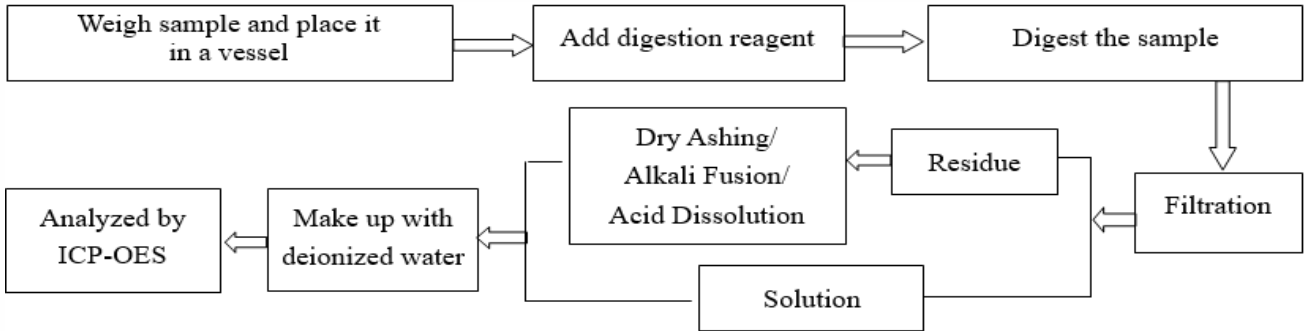 Weigh sample and place it
in a vessel
Add digestion reagent
Digest the sample
Filtration
Residue
Dry Ashing/
Alkali Fusion/
Acid Dissolution
Solution
Make up with
deionized water
Analyzed by
ICP-OES